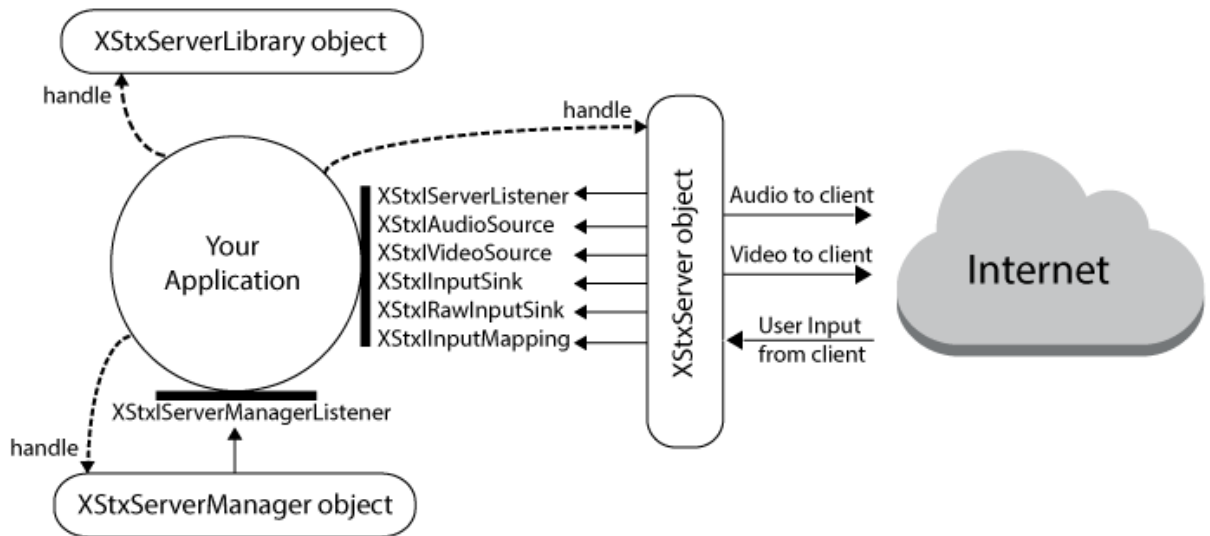 XStxServerLibrary object
handle
handle
XStxIServerListener
XStxIAudioSource
XStxIVideoSource
XStxIInputSink
XStxIRawInputSink
XStxIInputMapping
Your
Application
XStxServer object
Audio to client
Video to client
User Input
from client
Internet
XStxIServerManagerListener
handle
XStxServerManager object